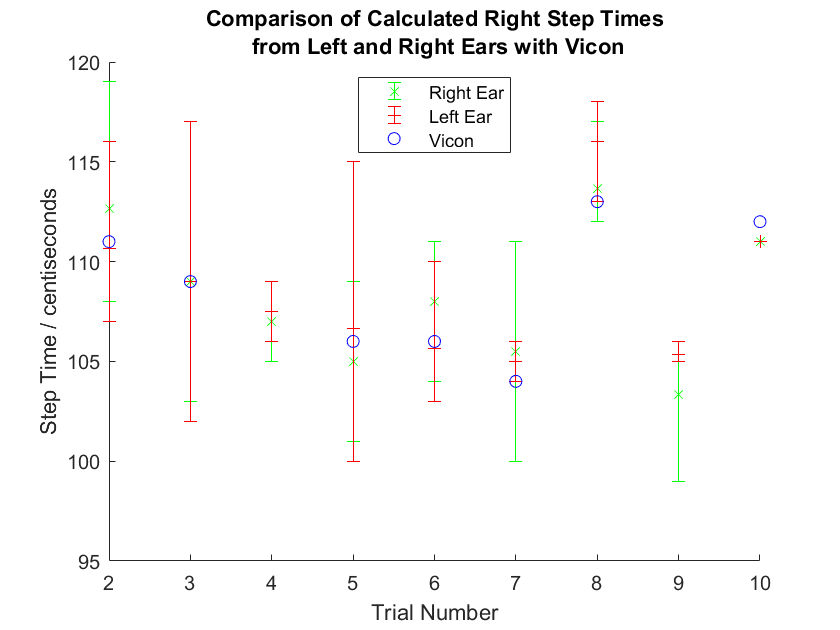 Comparison of Calculated Right Step Times
from Left and Right Ears with Vicon
Right Ear
Left Ear
Vicon
Step Time / centiseconds
120
115
110
105
100
95
2 3 4 5 6 7 8 9 10
Trial Number